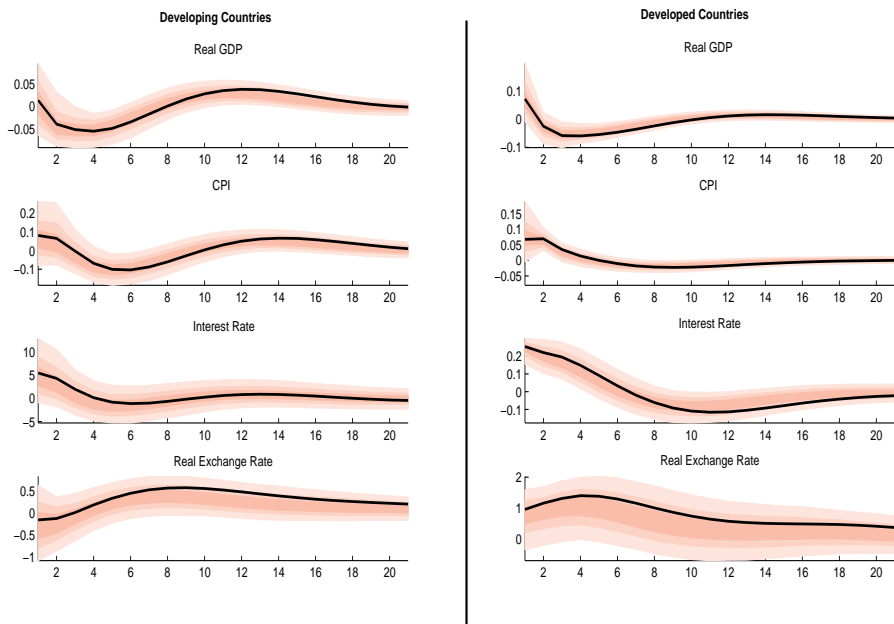 Developing Countries
Real GDP
0.05
0
−0.05
2 4 6 8 10 12 14 16 18 20
CPI
0.2
0.1
0
−0.1
2 4 6 8 10 12 14 16 18 20
Interest Rate
10
5
0
−5
2 4 6 8 10 12 14 16 18 20
Real Exchange Rate
0.5
0
−0.5
−1
2 4 6 8 10 12 14 16 18 20
Developed Countries
Real GDP
0.1
0
−0.1
2 4 6 8 10 12 14 16 18 20
CPI
0.15
0.1
0.05
0
−0.05
2 4 6 8 10 12 14 16 18 20
Interest Rate
0.2
0.1
0
−0.1
2 4 6 8 10 12 14 16 18 20
Real Exchange Rate
2
1
0
2 4 6 8 10 12 14 16 18 20